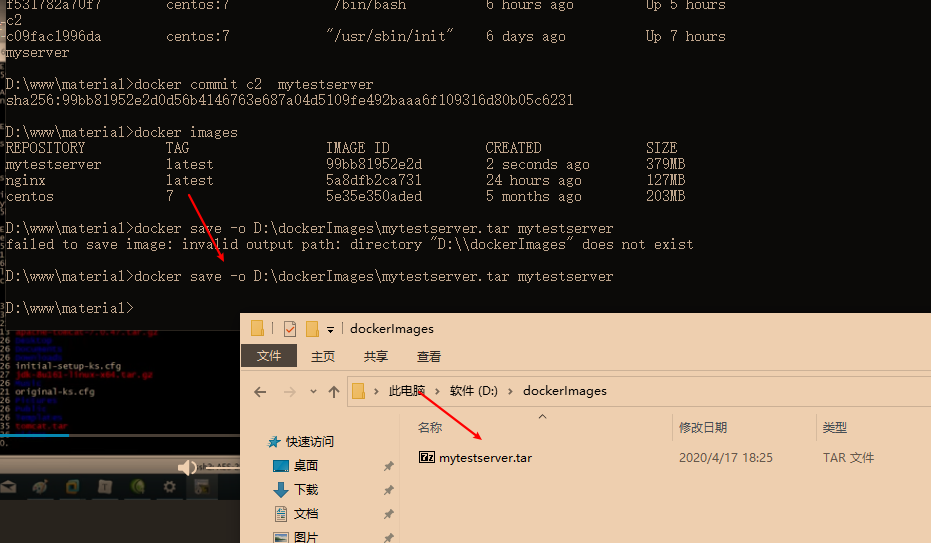 f531782a70f7 centos:7 "/bin/bash" 6 hours ago Up 5 hours
c2
c09fac1996da centos:7 "/usr/sbin/init" 6 days ago Up 7 hours
myserver
D:\www\material>docker commit c2 mytestserver
sha256:99bb81952e2d0d56b4146763e687a04d5109fe492baaa6f109316d80b05c6231
D:\www\material>docker images
REPOSITORY TAG IMAGE ID CREATED SIZE
mytestserver latest 99bb81952e2d 2 seconds ago 379MB
nginx latest 5a8dfb2ca731 24 hours ago 127MB
centos 7 5e35e350aded 5 months ago 203MB
D:\www\material>docker save -o D:\dockerImages\mytestserver.tar mytestserver
failed to save image: invalid output path: directory "D:\\dockerImages" does not exist
D:\www\material>docker save -o D:\dockerImages\mytestserver.tar mytestserver
D:\www\material>
initial-setup-ks.cfg
original-ks.cfg
tomcat.tar
dockerImages
文件 主页 共享 查看
此电脑 软件 (D:) dockerImages
名称 修改日期 类型
快速访问
mytestserver.tar 2020/4/17 18:25 TAR 文件
桌面
下载
文档
图片